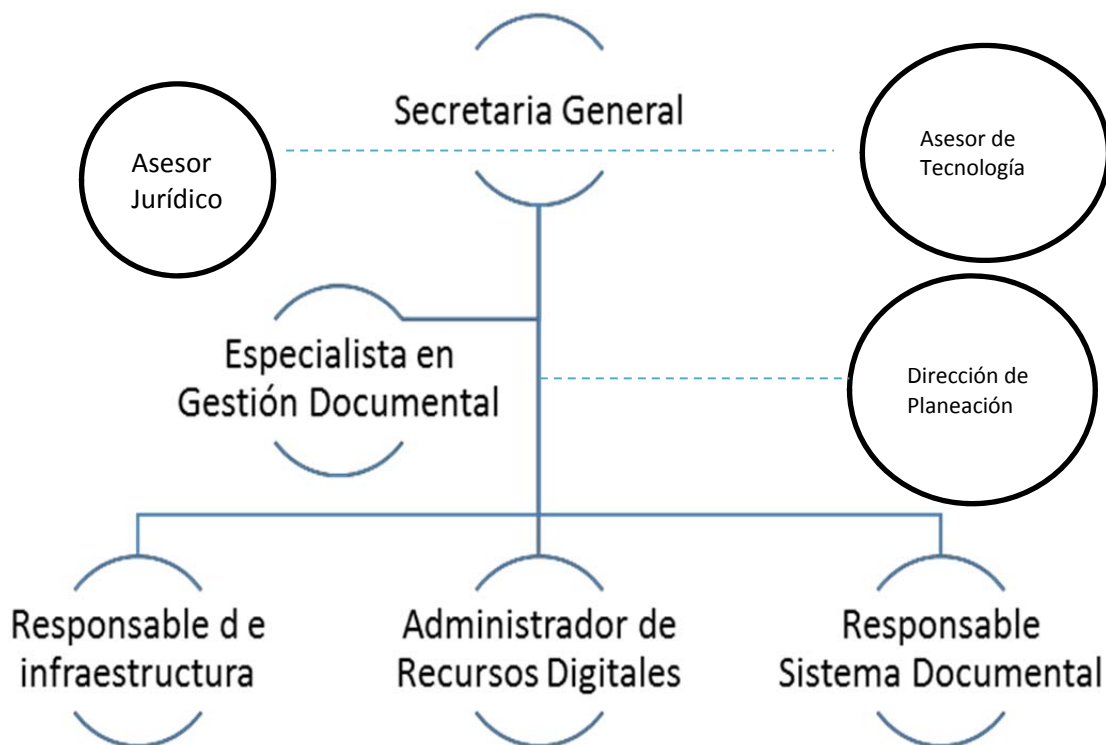 Secretaria General
Asesor
Jurídico
Asesor de
Tecnología
Especialista en
Gestión Documental
Dirección de
Planeación
Responsable d e
infraestructura
Administrador de
Recursos Digitales
Responsable
Sistema Documental